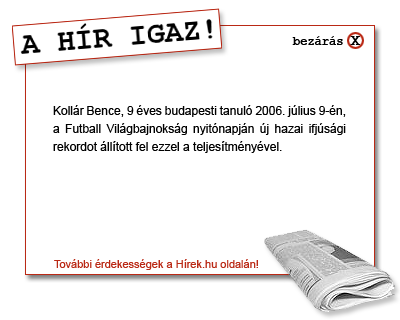 A HÍR IGAZ!
bezárás X
Kollár Bence, 9 éves budapesti tanuló 2006. július 9-én,
a Futball Világbajnokság nyitónapján új hazai ifjúsági
rekordot állított fel ezzel a teljesítményével.
További érdekességek a Hírek.hu oldalán!